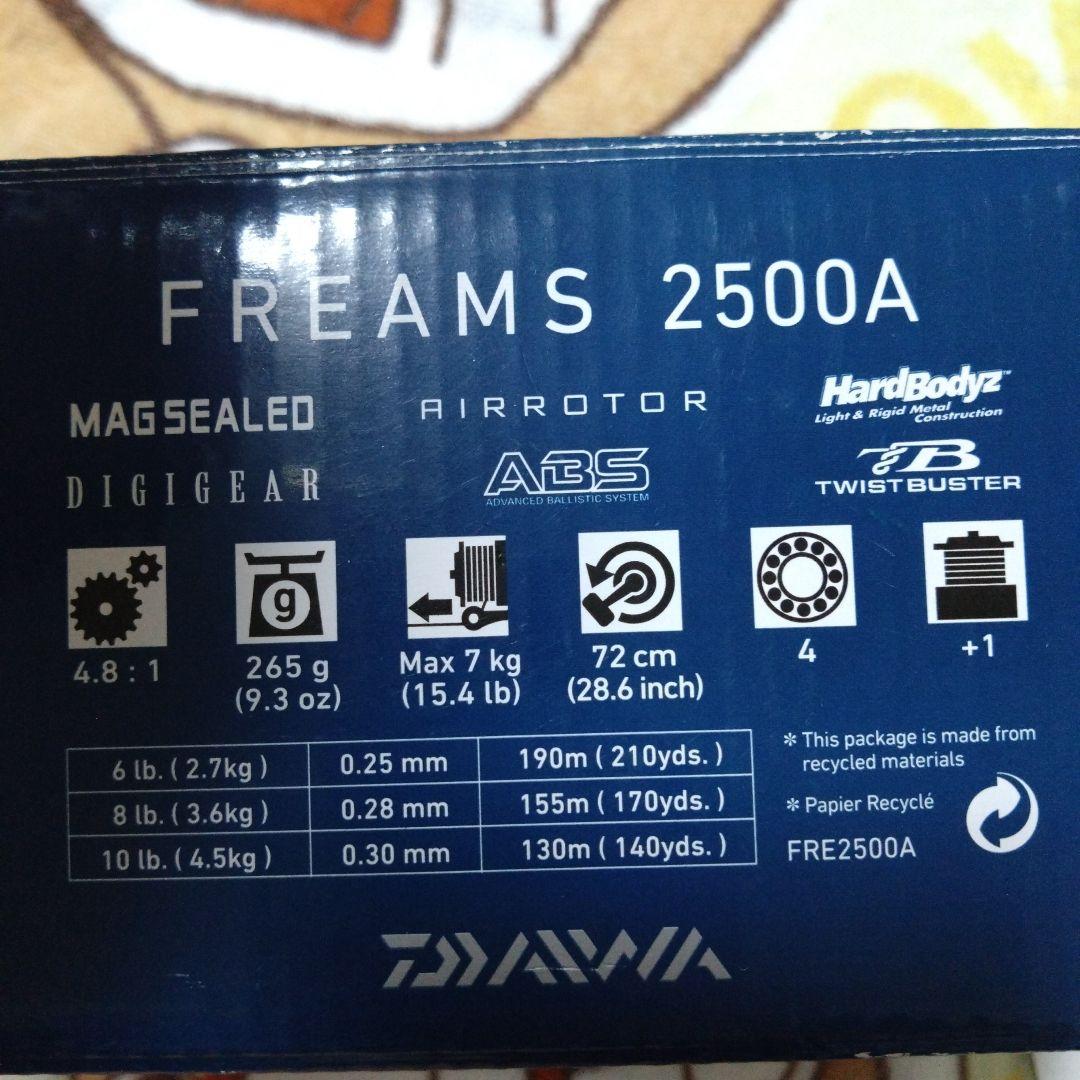 FREAMS 2500A
MAGSEALED
AIRROTOR
HardBodyz™
Light & Rigid Metal
Construction
DIGIGEAR
ABS
ADVANCED BALLISTIC SYSTEM
TB
TWISTBUSTER
g
4.8 : 1
265 g
(9.3 oz)
Max 7 kg
(15.4 lb)
72 cm
(28.6 inch)
4
+1
6 lb. ( 2.7kg ) 0.25 mm 190m ( 210yds. )
8 lb. ( 3.6kg ) 0.28 mm 155m ( 170yds. )
10 lb. ( 4.5kg ) 0.30 mm 130m ( 140yds. )
* This package is made from
recycled materials
* Papier Recyclé
FRE2500A
DAIWA